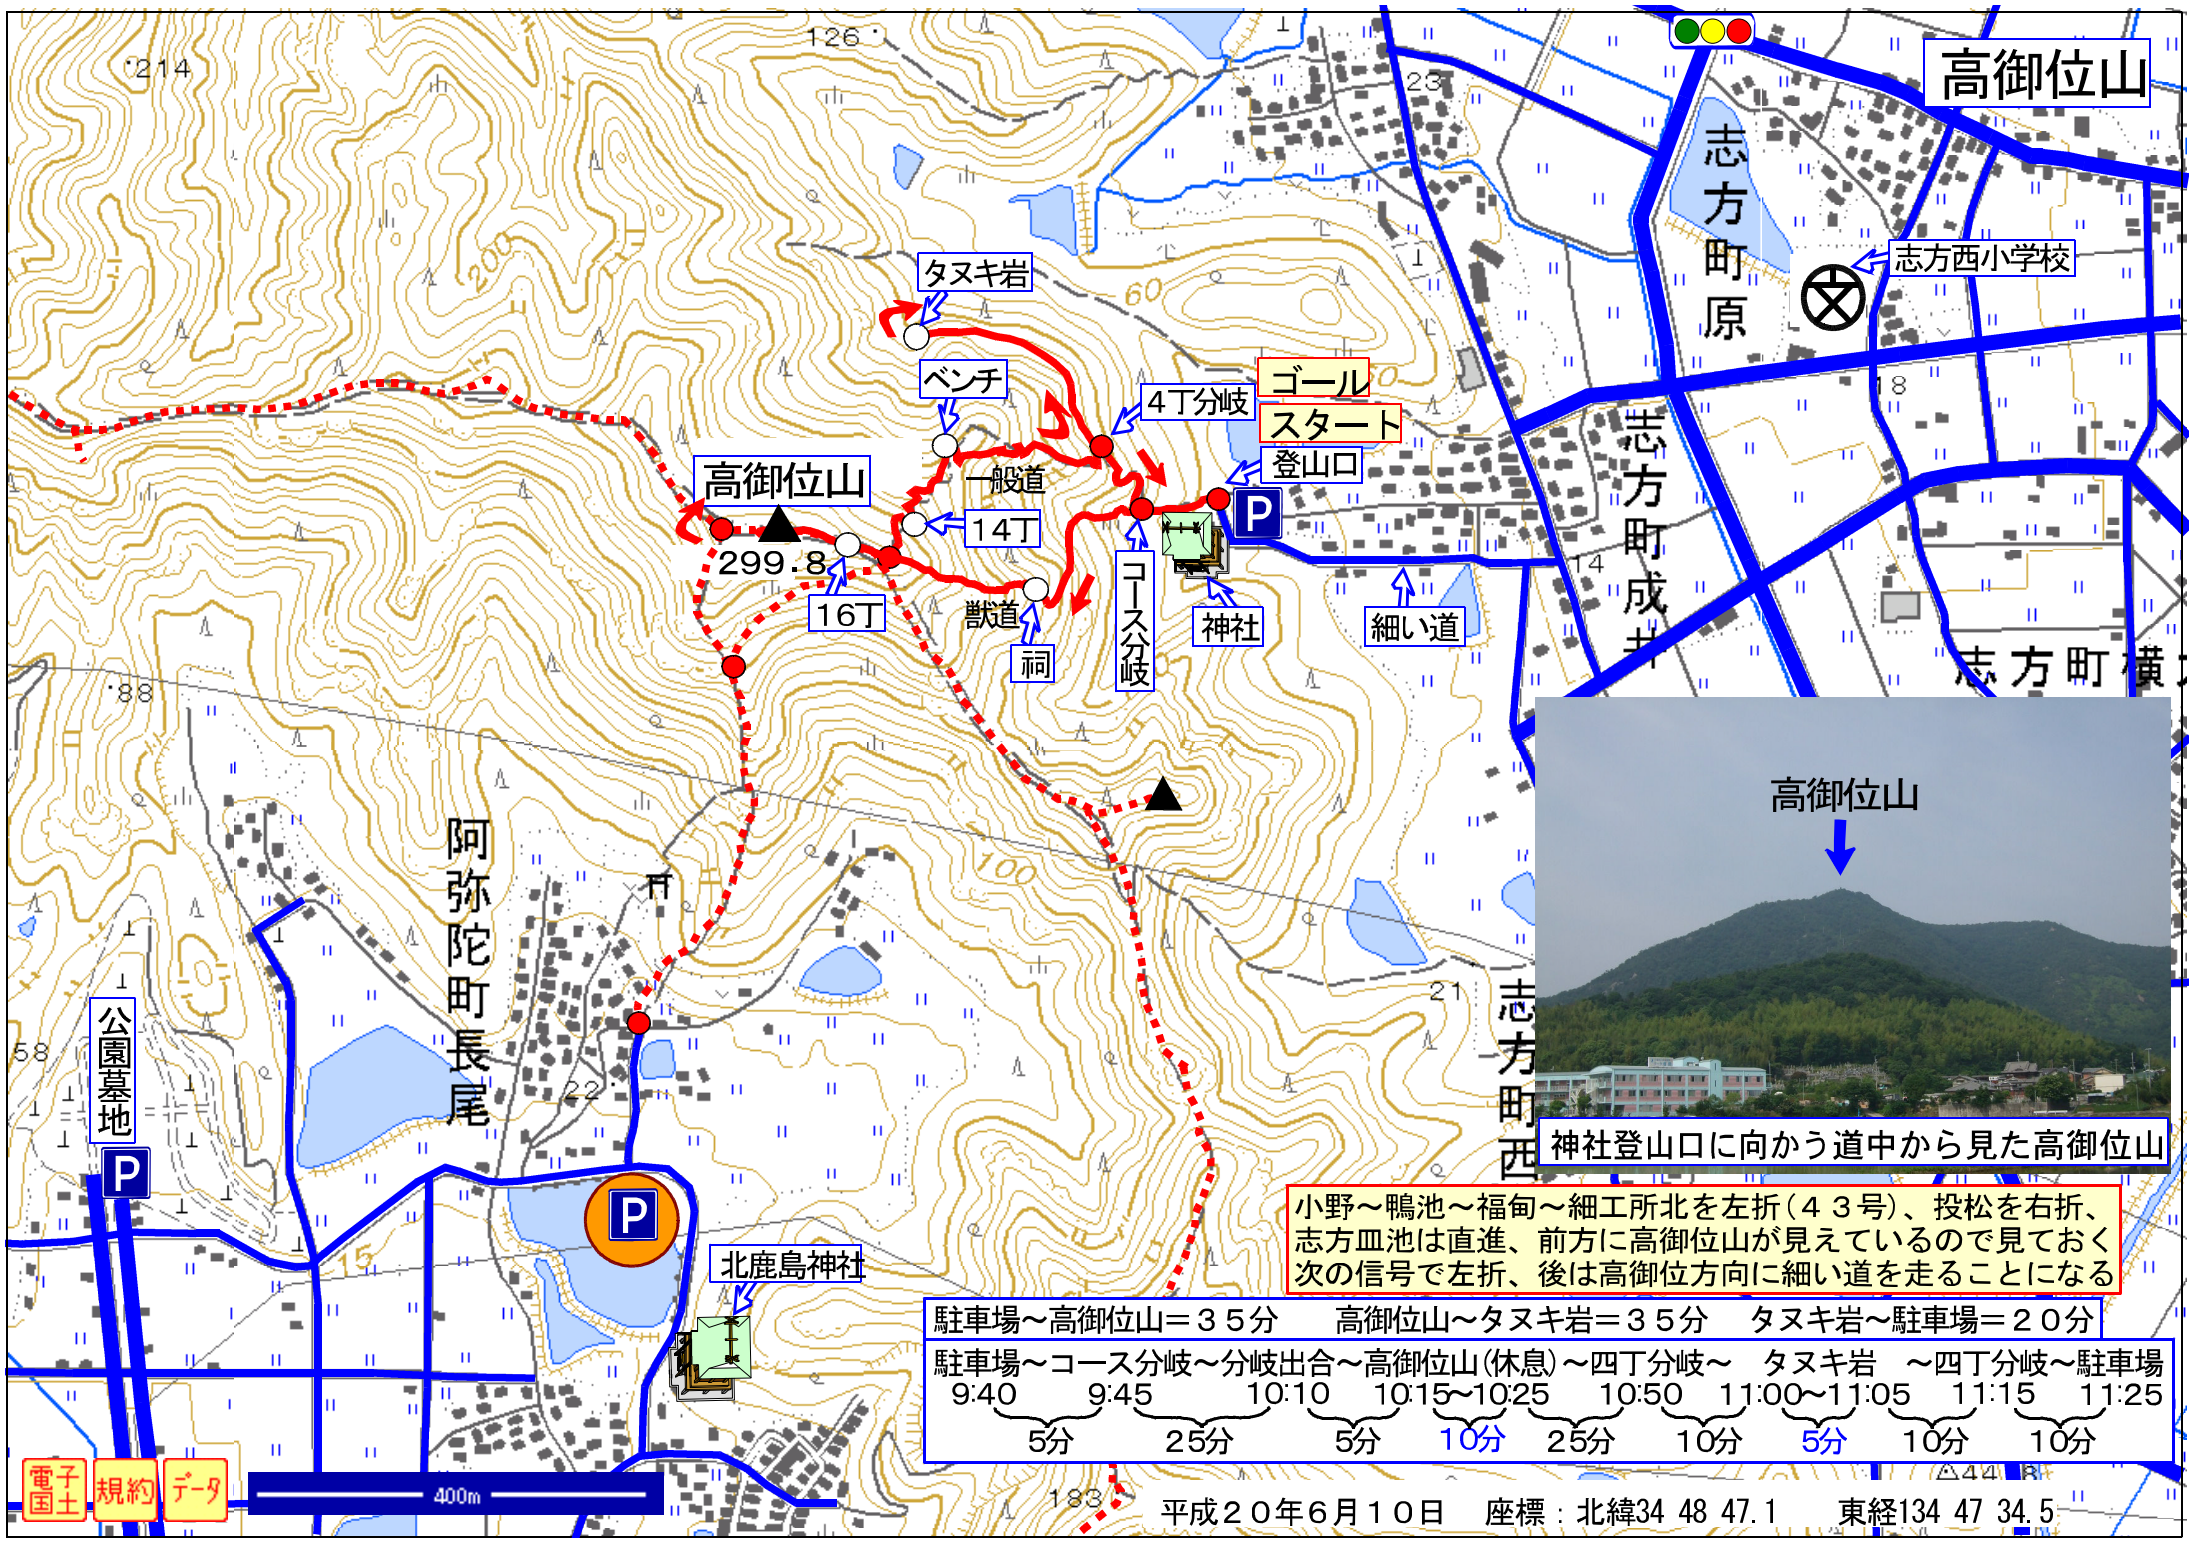 高御位山
126
214
23
志方町原
志方西小学校
200
タヌキ岩
60
ベンチ
4丁分岐
ゴール
スタート
登山口
P
18
志方町成井
高御位山
一般道
299.8
14丁
16丁
獣道
祠
コース分岐
神社
細い道
14
88
100
阿弥陀町長尾
公園墓地
P
58
22
P
15
北鹿島神社
21
志方町西
高御位山
神社登山口に向かう道中から見た高御位山
小野～鴨池～福甸～細工所北を左折(４３号)、投松を右折、
志方皿池は直進、前方に高御位山が見えているので見ておく
次の信号で左折、後は高御位方向に細い道を走ることになる
駐車場～高御位山＝３５分 高御位山～タヌキ岩＝３５分 タヌキ岩～駐車場＝２０分
駐車場～コース分岐～分岐出合～高御位山(休息)～四丁分岐～ タヌキ岩 ～四丁分岐～駐車場
9:40 9:45 10:10 10:15～10:25 10:50 11:00～11:05 11:15 11:25
5分 25分 5分 10分 25分 10分 5分 10分 10分
電子国土
規約
データ
400m
183
44
平成２０年６月１０日 座標：北緯34 48 47.1 東経134 47 34.5